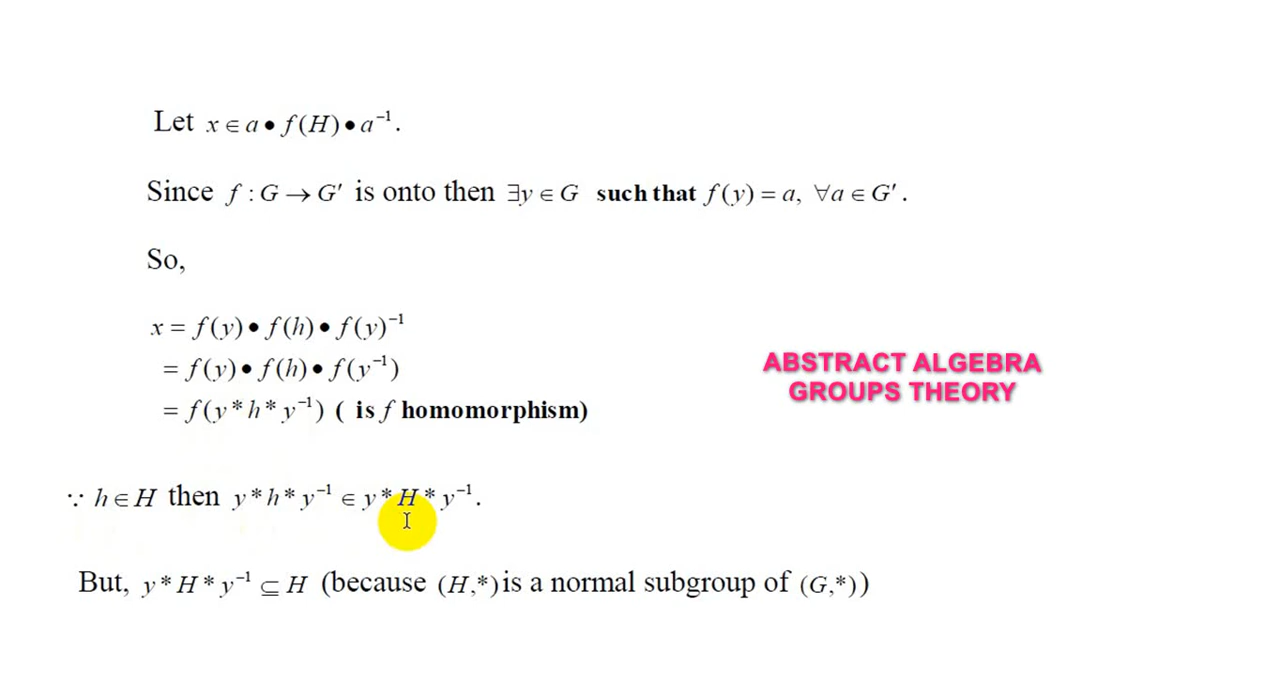 Let x ∈ a • f(H) • a⁻¹.
Since f : G → G′ is onto then ∃y ∈ G such that f(y) = a, ∀a ∈ G′.
So,
x = f(y) • f(h) • f(y)⁻¹
= f(y) • f(h) • f(y⁻¹)
= f(y * h * y⁻¹) ( is f homomorphism)
ABSTRACT ALGEBRA
GROUPS THEORY
∵ h ∈ H then y * h * y⁻¹ ∈ y * H * y⁻¹.
But, y * H * y⁻¹ ⊆ H (because (H,*) is a normal subgroup of (G,*))